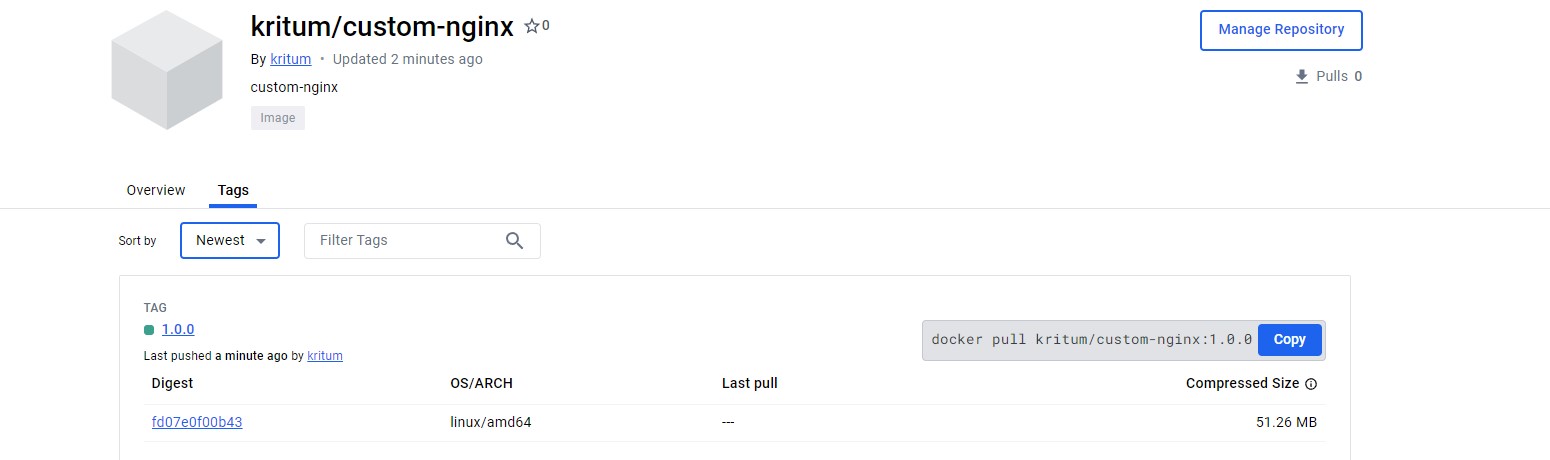 kritum/custom-nginx ☆0
Manage Repository
By kritum • Updated 2 minutes ago
Pulls 0
custom-nginx
Image
Overview Tags
Sort by Newest Filter Tags
TAG
1.0.0
docker pull kritum/custom-nginx:1.0.0 Copy
Last pushed a minute ago by kritum
Digest OS/ARCH Last pull Compressed Size
fd07e0f00b43 linux/amd64 --- 51.26 MB